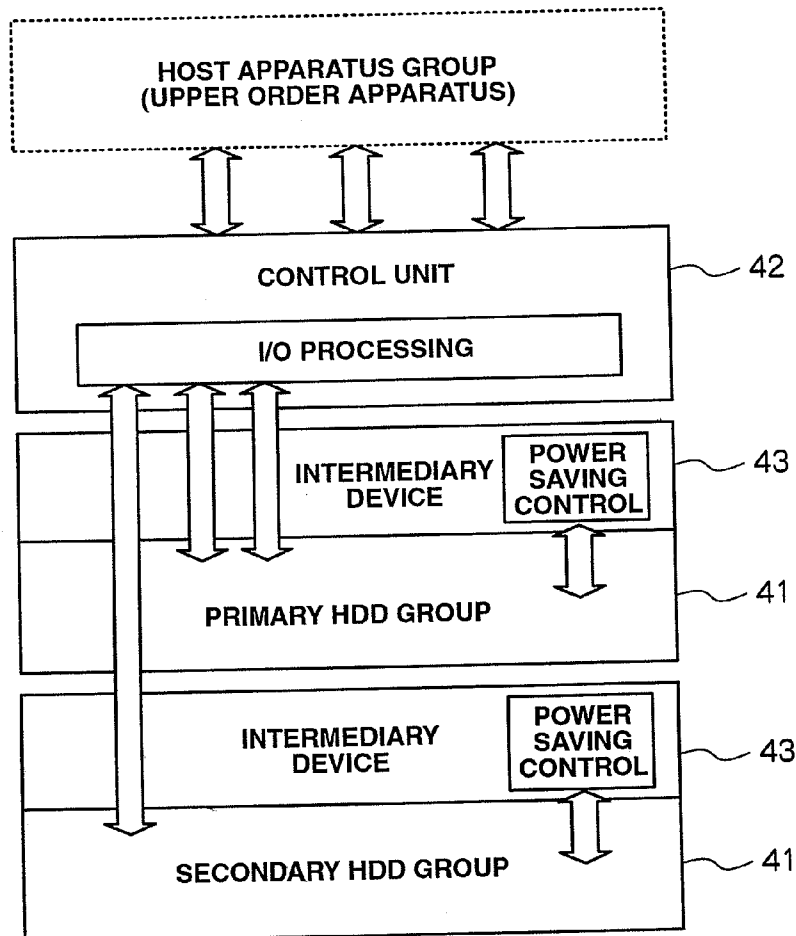 HOST APPARATUS GROUP
(UPPER ORDER APPARATUS)
CONTROL UNIT
42
I/O PROCESSING
INTERMEDIARY
DEVICE
POWER
SAVING
CONTROL
43
PRIMARY HDD GROUP
41
INTERMEDIARY
DEVICE
POWER
SAVING
CONTROL
43
SECONDARY HDD GROUP
41